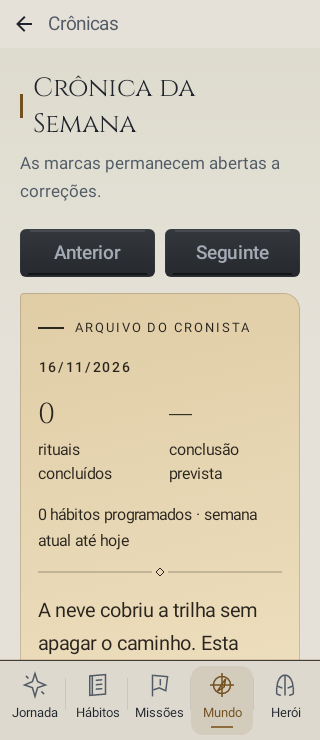 Crônicas
Crônica da
Semana
As marcas permanecem abertas a
correções.
Anterior
Seguinte
ARQUIVO DO CRONISTA
16/11/2026
0
—
rituais
concluídos
conclusão
prevista
0 hábitos programados · semana
atual até hoje
A neve cobriu a trilha sem
apagar o caminho. Esta
Jornada
Hábitos
Missões
Mundo
Herói